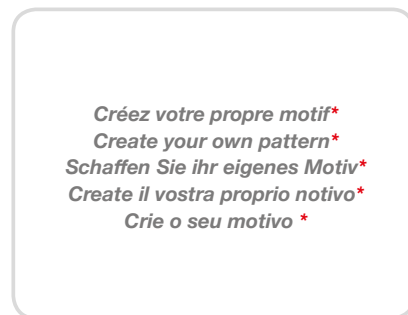 Créez votre propre motif*
Create your own pattern*
Schaffen Sie ihr eigenes Motiv*
Create il vostra proprio notivo*
Crie o seu motivo *